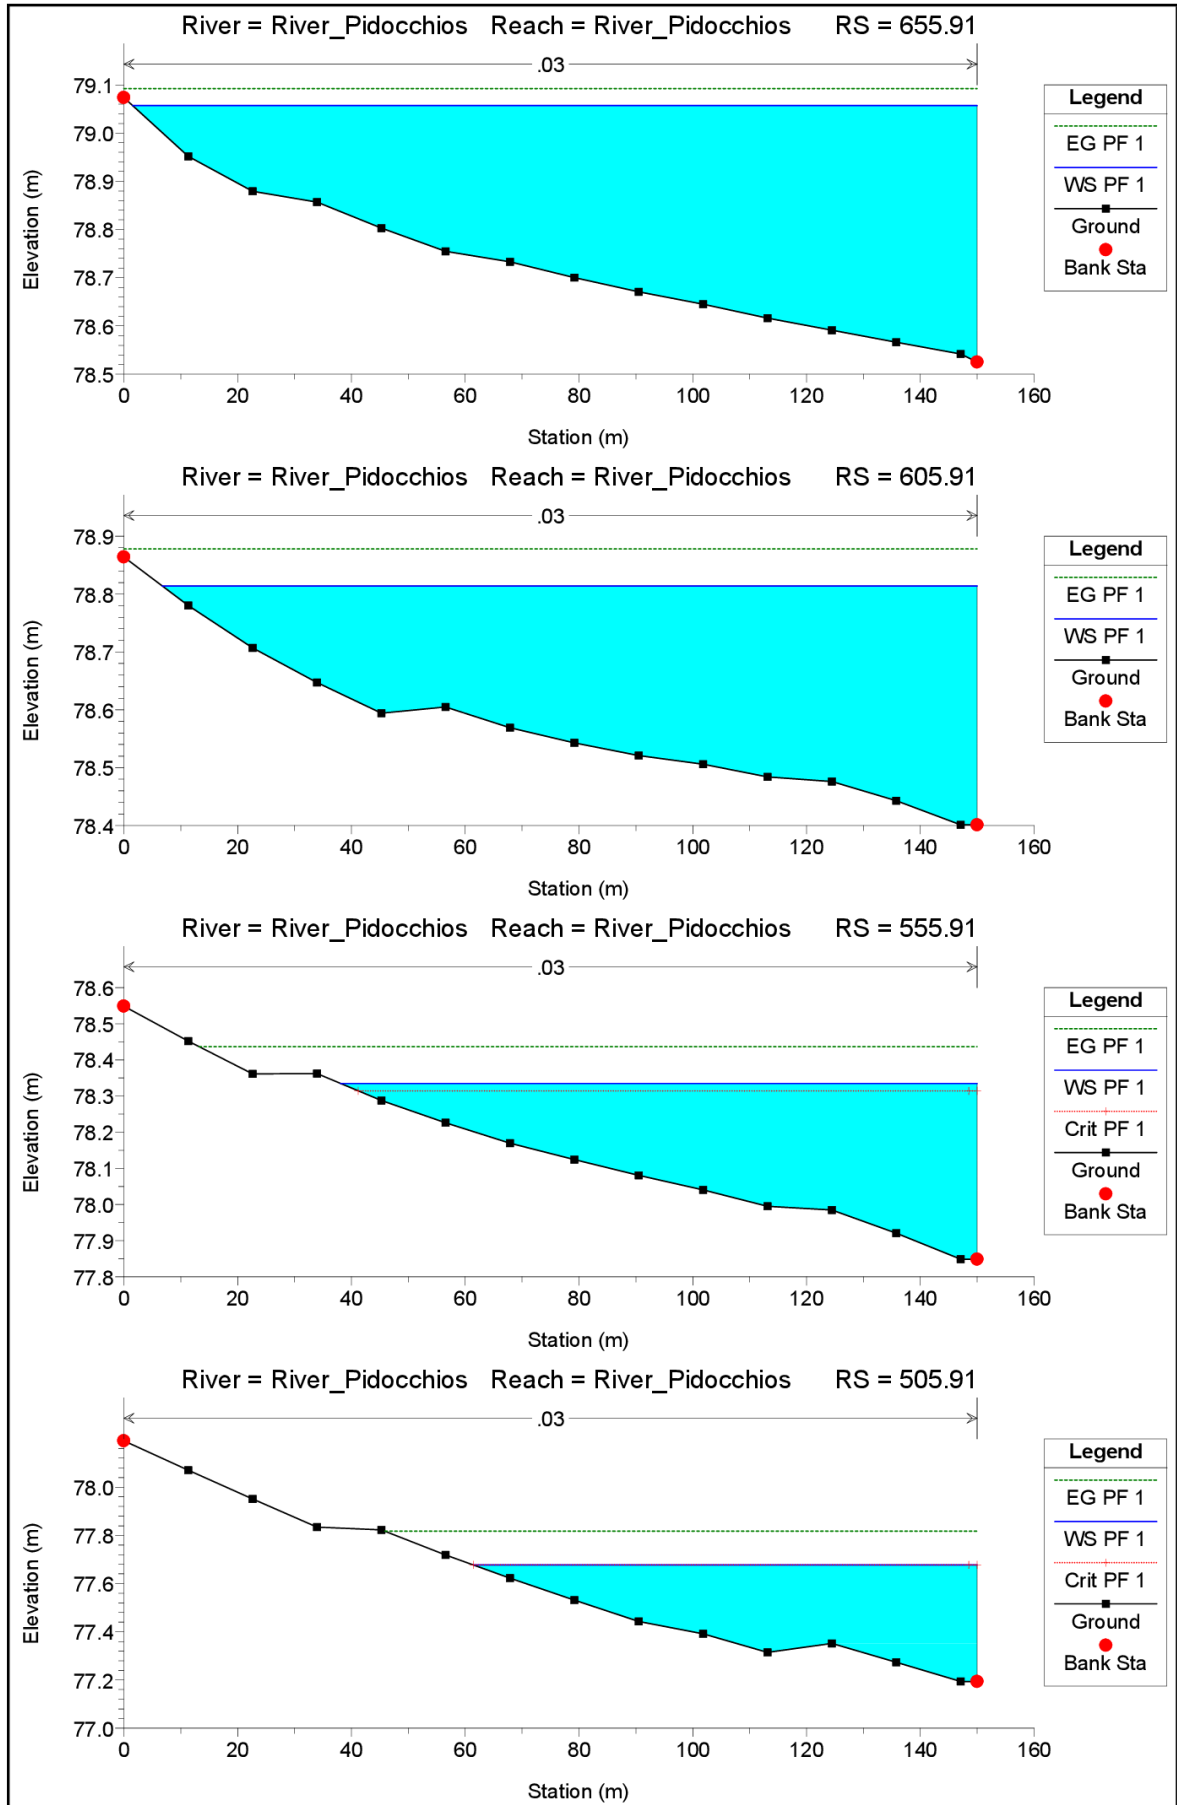 River = River_Pidocchios Reach = River_Pidocchios RS = 655.91
.03
79.1
79.0
78.9
78.8
78.7
78.6
78.5
Elevation (m)
0 20 40 60 80 100 120 140 160
Station (m)
Legend
EG PF 1
WS PF 1
Ground
Bank Sta
River = River_Pidocchios Reach = River_Pidocchios RS = 605.91
.03
78.9
78.8
78.7
78.6
78.5
78.4
Elevation (m)
0 20 40 60 80 100 120 140 160
Station (m)
Legend
EG PF 1
WS PF 1
Ground
Bank Sta
River = River_Pidocchios Reach = River_Pidocchios RS = 555.91
.03
78.6
78.5
78.4
78.3
78.2
78.1
78.0
77.9
77.8
Elevation (m)
0 20 40 60 80 100 120 140 160
Station (m)
Legend
EG PF 1
WS PF 1
Crit PF 1
Ground
Bank Sta
River = River_Pidocchios Reach = River_Pidocchios RS = 505.91
.03
78.0
77.8
77.6
77.4
77.2
77.0
Elevation (m)
0 20 40 60 80 100 120 140 160
Station (m)
Legend
EG PF 1
WS PF 1
Crit PF 1
Ground
Bank Sta